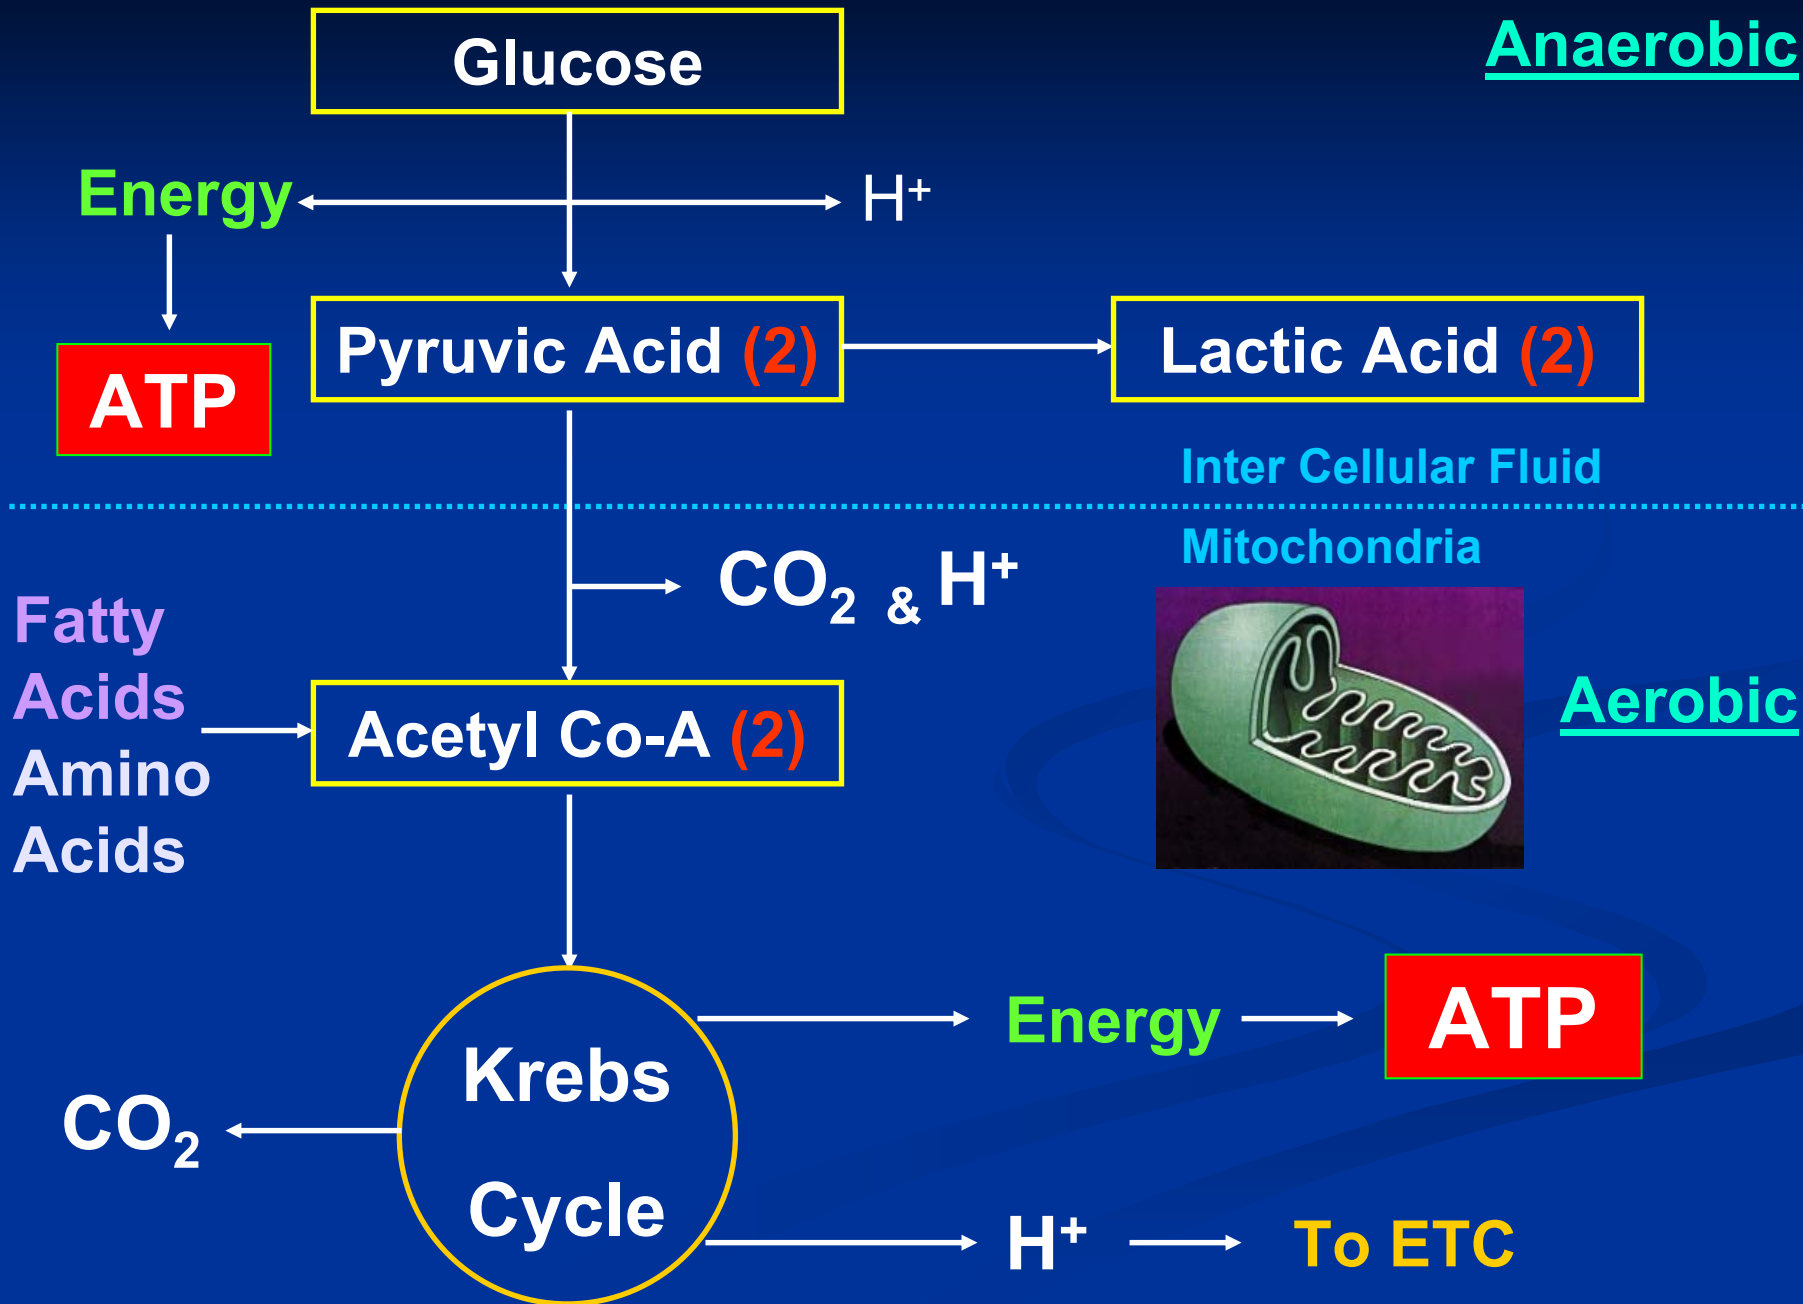 Glucose
Anaerobic
Energy
H⁺
Pyruvic Acid (2)
Lactic Acid (2)
ATP
Inter Cellular Fluid
Mitochondria
CO₂ & H⁺
Fatty
Acids
Amino
Acids
Acetyl Co-A (2)
Aerobic
Energy
ATP
Krebs
Cycle
CO₂
H⁺
To ETC